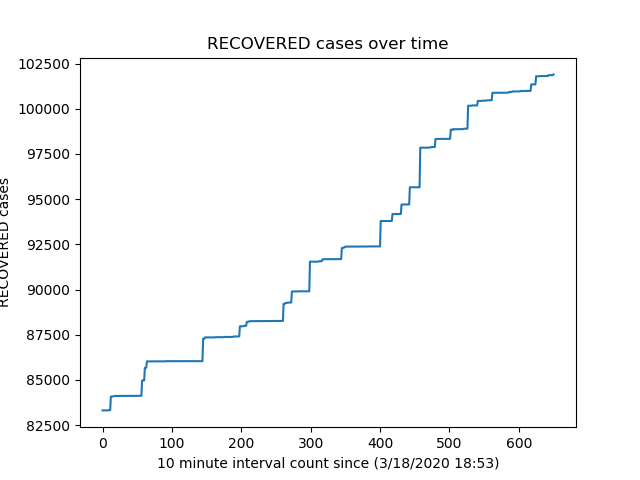 RECOVERED cases over time
102500
100000
97500
95000
92500
90000
87500
85000
82500
RECOVERED cases
0 100 200 300 400 500 600
10 minute interval count since (3/18/2020 18:53)